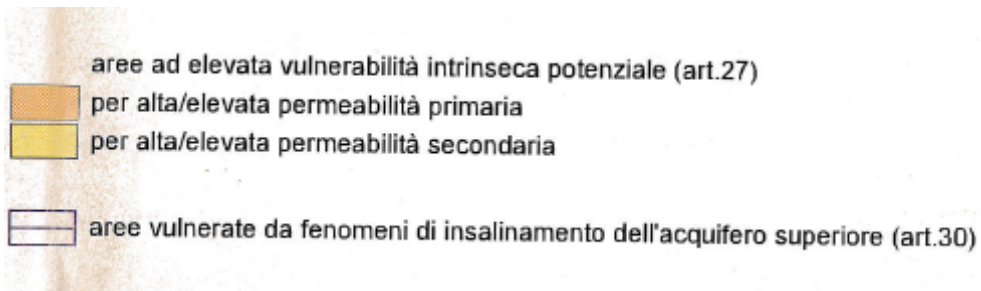 aree ad elevata vulnerabilità intrinseca potenziale (art.27)
per alta/elevata permeabilità primaria
per alta/elevata permeabilità secondaria
aree vulnerate da fenomeni di insalinamento dell'acquifero superiore (art.30)